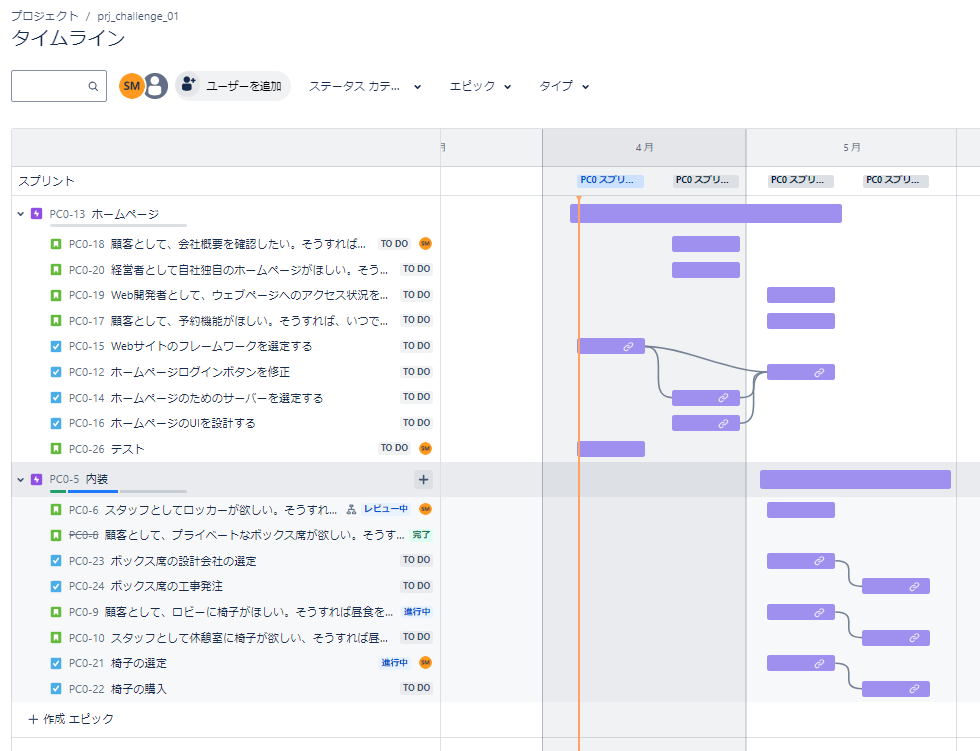 プロジェクト / prj_challenge_01
タイムライン
SM ユーザーを追加 ステータス カテ... エピック タイプ
月 4 月 5 月
スプリント PC0 スプリ... PC0 スプリ... PC0 スプリ... PC0 スプリ...
PC0-13 ホームページ
PC0-18 顧客として、会社概要を確認したい。そうすれば... TO DO SM
PC0-20 経営者として自社独自のホームページがほしい。そう... TO DO
PC0-19 Web開発者として、ウェブページへのアクセス状況を... TO DO
PC0-17 顧客として、予約機能がほしい。そうすれば、いつで... TO DO
PC0-15 Webサイトのフレームワークを選定する TO DO
PC0-12 ホームページログインボタンを修正 TO DO
PC0-14 ホームページのためのサーバーを選定する TO DO
PC0-16 ホームページのUIを設計する TO DO
PC0-26 テスト TO DO SM
PC0-5 内装
PC0-6 スタッフとしてロッカーが欲しい。そうすれ... レビュー中 SM
PC0-8 顧客として、プライベートなボックス席が欲しい。そうす... 完了
PC0-23 ボックス席の設計会社の選定 TO DO
PC0-24 ボックス席の工事発注 TO DO
PC0-9 顧客として、ロビーに椅子がほしい。そうすれば昼食を... 進行中
PC0-10 スタッフとして休憩室に椅子が欲しい、そうすれば昼... TO DO
PC0-21 椅子の選定 進行中 SM
PC0-22 椅子の購入 TO DO
+ 作成 エピック